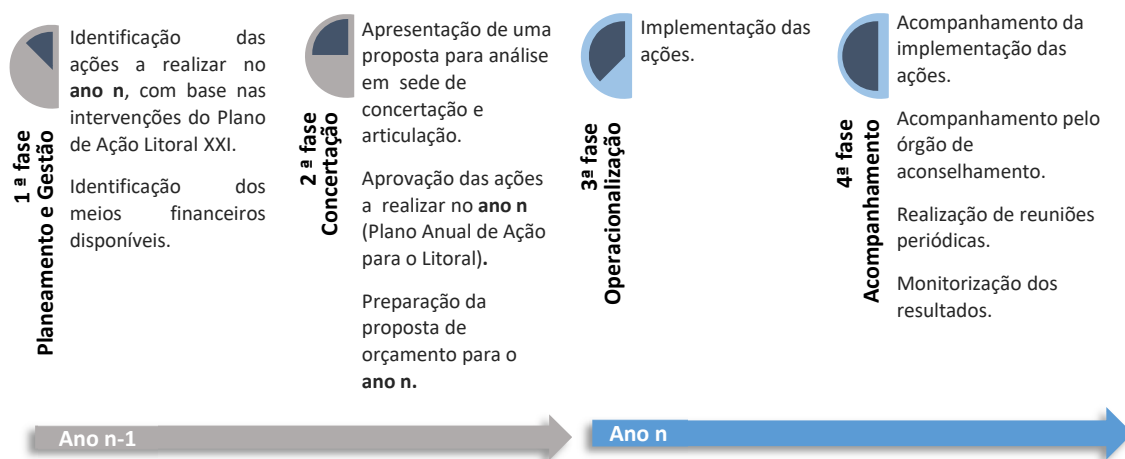 1 ª fase
Planeamento e Gestão
Identificação das
ações a realizar no
ano n, com base nas
intervenções do Plano
de Ação Litoral XXI.
Identificação dos
meios financeiros
disponíveis.
2 ª fase
Concertação
Apresentação de uma
proposta para análise
em sede de
concertação e
articulação.
Aprovação das ações
a realizar no ano n
(Plano Anual de Ação
para o Litoral).
Preparação da
proposta de
orçamento para o
ano n.
3ª fase
Operacionalização
Implementação das
ações.
4ª fase
Acompanhamento
Acompanhamento da
implementação das
ações.
Acompanhamento pelo
órgão de
aconselhamento.
Realização de reuniões
periódicas.
Monitorização dos
resultados.
Ano n-1
Ano n